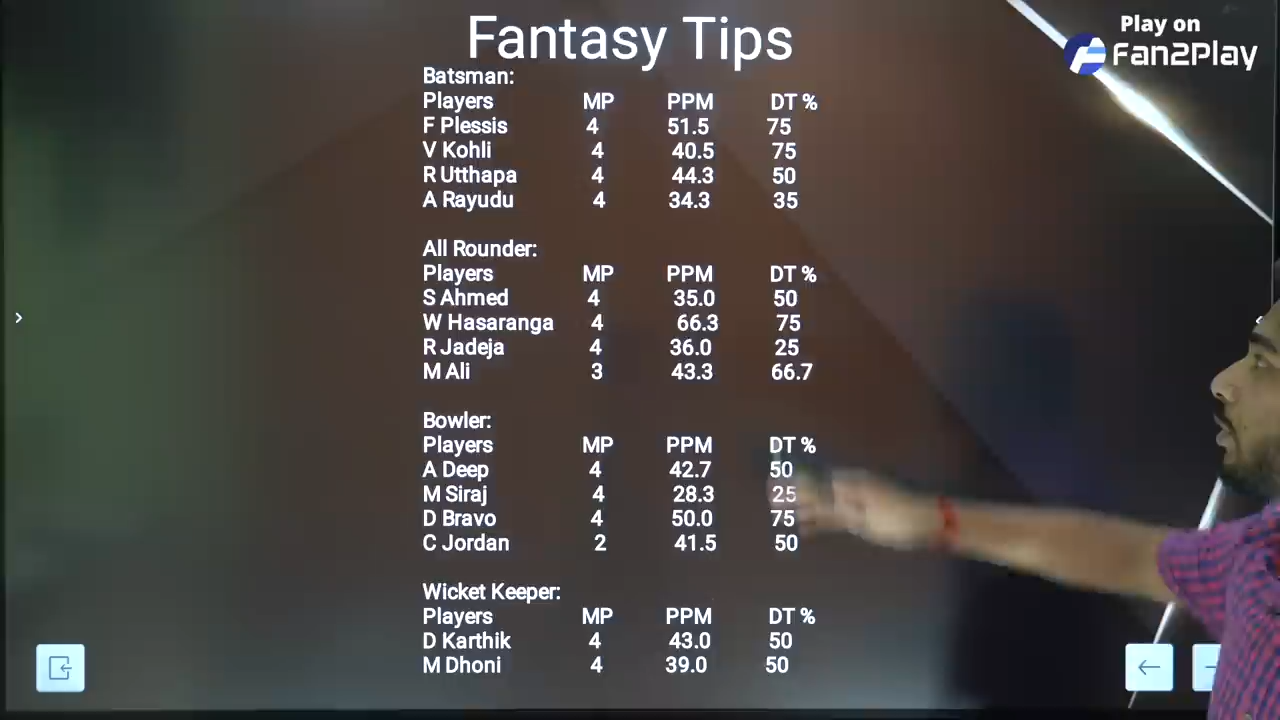 Fantasy Tips
Play on
Fan2Play
Batsman:
Players MP PPM DT %
F Plessis 4 51.5 75
V Kohli 4 40.5 75
R Utthapa 4 44.3 50
A Rayudu 4 34.3 35
All Rounder:
Players MP PPM DT %
S Ahmed 4 35.0 50
W Hasaranga 4 66.3 75
R Jadeja 4 36.0 25
M Ali 3 43.3 66.7
Bowler:
Players MP PPM DT %
A Deep 4 42.7 50
M Siraj 4 28.3 25
D Bravo 4 50.0 75
C Jordan 2 41.5 50
Wicket Keeper:
Players MP PPM DT %
D Karthik 4 43.0 50
M Dhoni 4 39.0 50